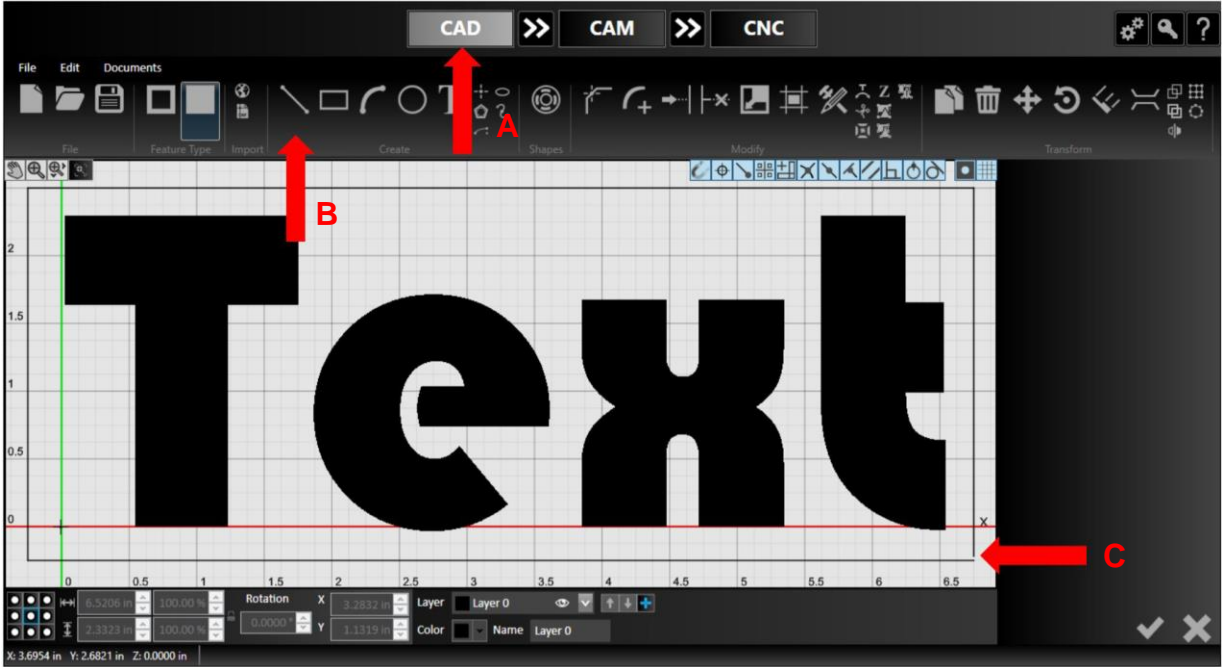 CAD CAM CNC
File Edit Documents
File Feature Type Import Create Shapes Modify Transform
A
B
Text
2
1.5
1
0.5
0
X
C
0 0.5 1 1.5 2 2.5 3 3.5 4 4.5 5 5.5 6 6.5
6.5206 in 100.00 % Rotation X 3.2832 in Layer Layer 0
2.3323 in 100.00 % 0.0000 ° Y 1.1319 in Color Name Layer 0
X: 3.6954 in Y: 2.6821 in Z: 0.0000 in